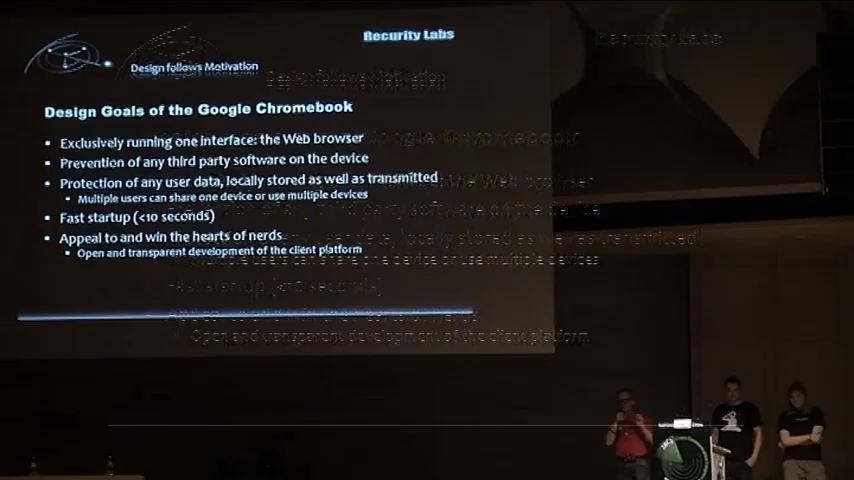 Recurity Labs
Design follows Motivation
Design Goals of the Google Chromebook
▪ Exclusively running one interface: the Web browser
▪ Prevention of any third party software on the device
▪ Protection of any user data, locally stored as well as transmitted
▪ Multiple users can share one device or use multiple devices
▪ Fast startup (<10 seconds)
▪ Appeal to and win the hearts of nerds
▪ Open and transparent development of the client platform